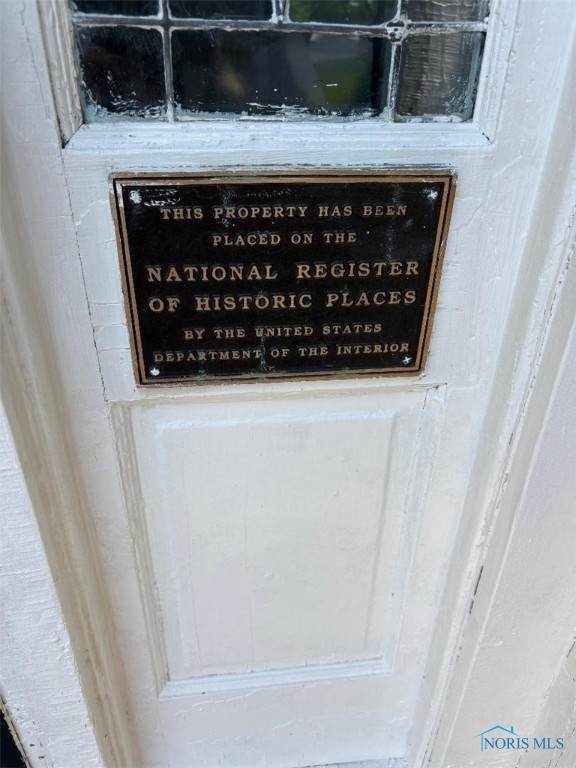 THIS PROPERTY HAS BEEN
PLACED ON THE
NATIONAL REGISTER
OF HISTORIC PLACES
BY THE UNITED STATES
DEPARTMENT OF THE INTERIOR
NORIS MLS